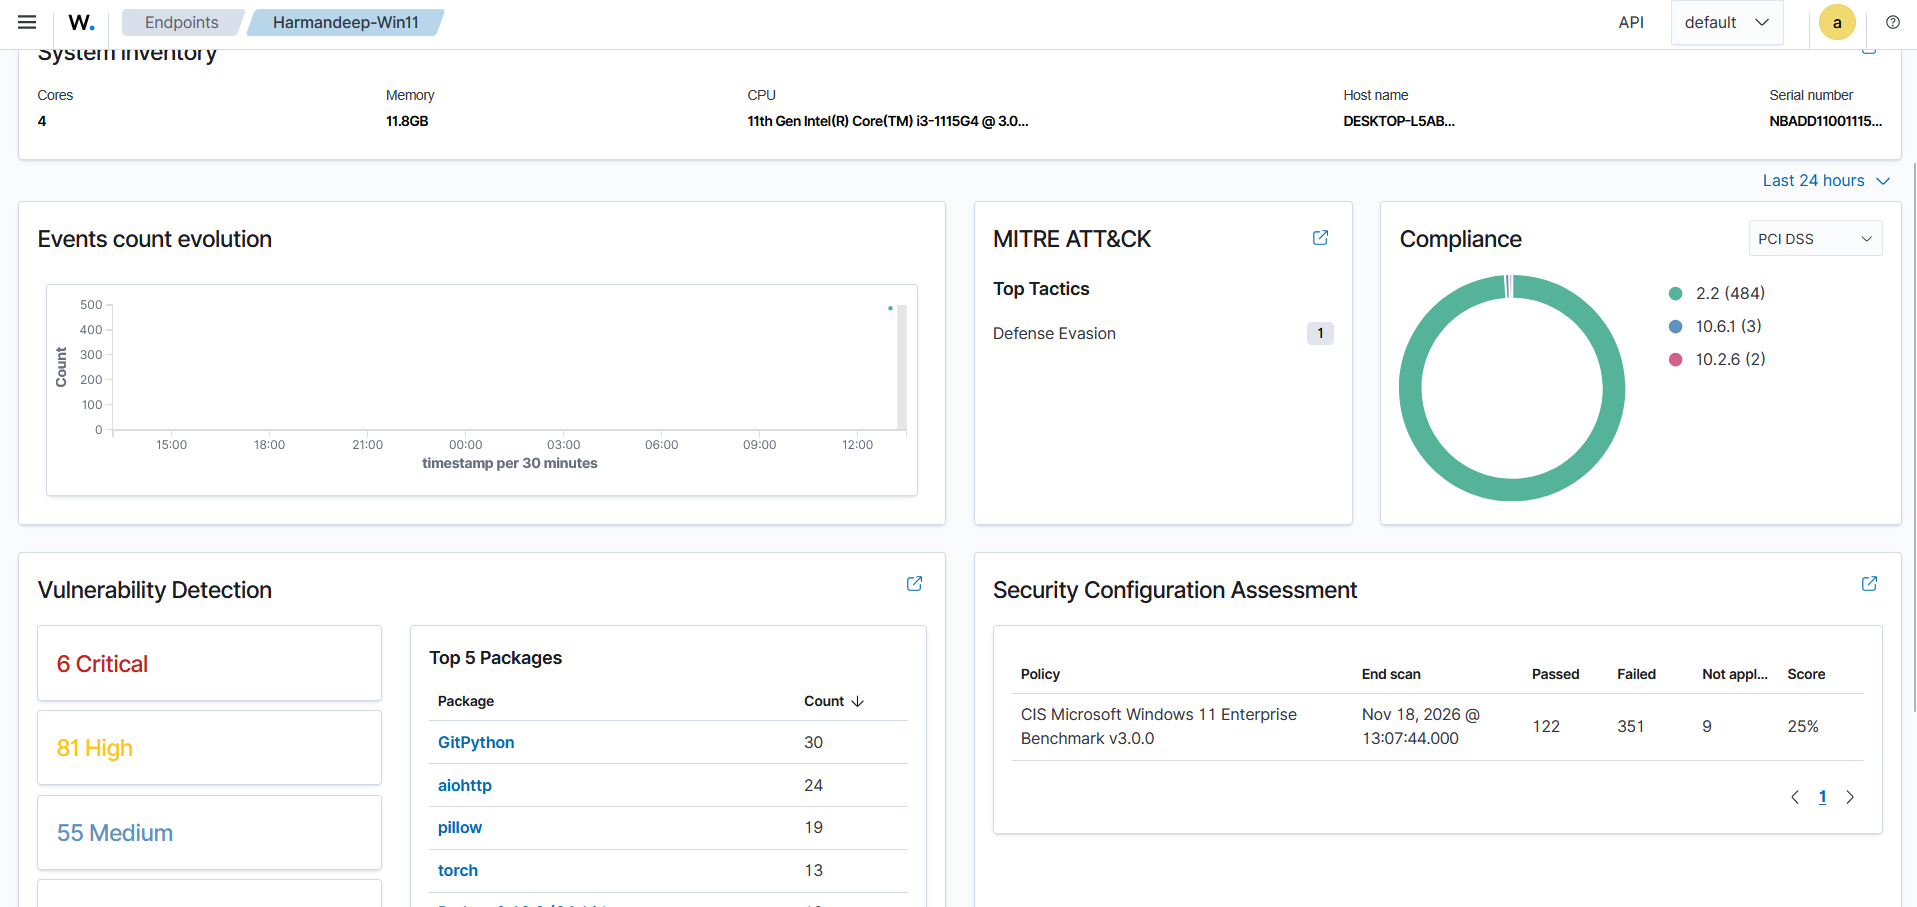 W.
Endpoints
Harmandeep-Win11
API
default
a
System inventory
Cores
Memory
CPU
Host name
Serial number
4
11.8GB
11th Gen Intel(R) Core(TM) i3-1115G4 @ 3.0...
DESKTOP-L5AB...
NBADD11001115...
Last 24 hours
Events count evolution
500
400
300
200
100
0
Count
15:00
18:00
21:00
00:00
03:00
06:00
09:00
12:00
timestamp per 30 minutes
MITRE ATT&CK
Top Tactics
Defense Evasion
1
Compliance
PCI DSS
2.2 (484)
10.6.1 (3)
10.2.6 (2)
Vulnerability Detection
6 Critical
81 High
55 Medium
Top 5 Packages
Package
Count
GitPython
30
aiohttp
24
pillow
19
torch
13
Security Configuration Assessment
Policy
End scan
Passed
Failed
Not appl...
Score
CIS Microsoft Windows 11 Enterprise
Benchmark v3.0.0
Nov 18, 2026 @
13:07:44.000
122
351
9
25%
1